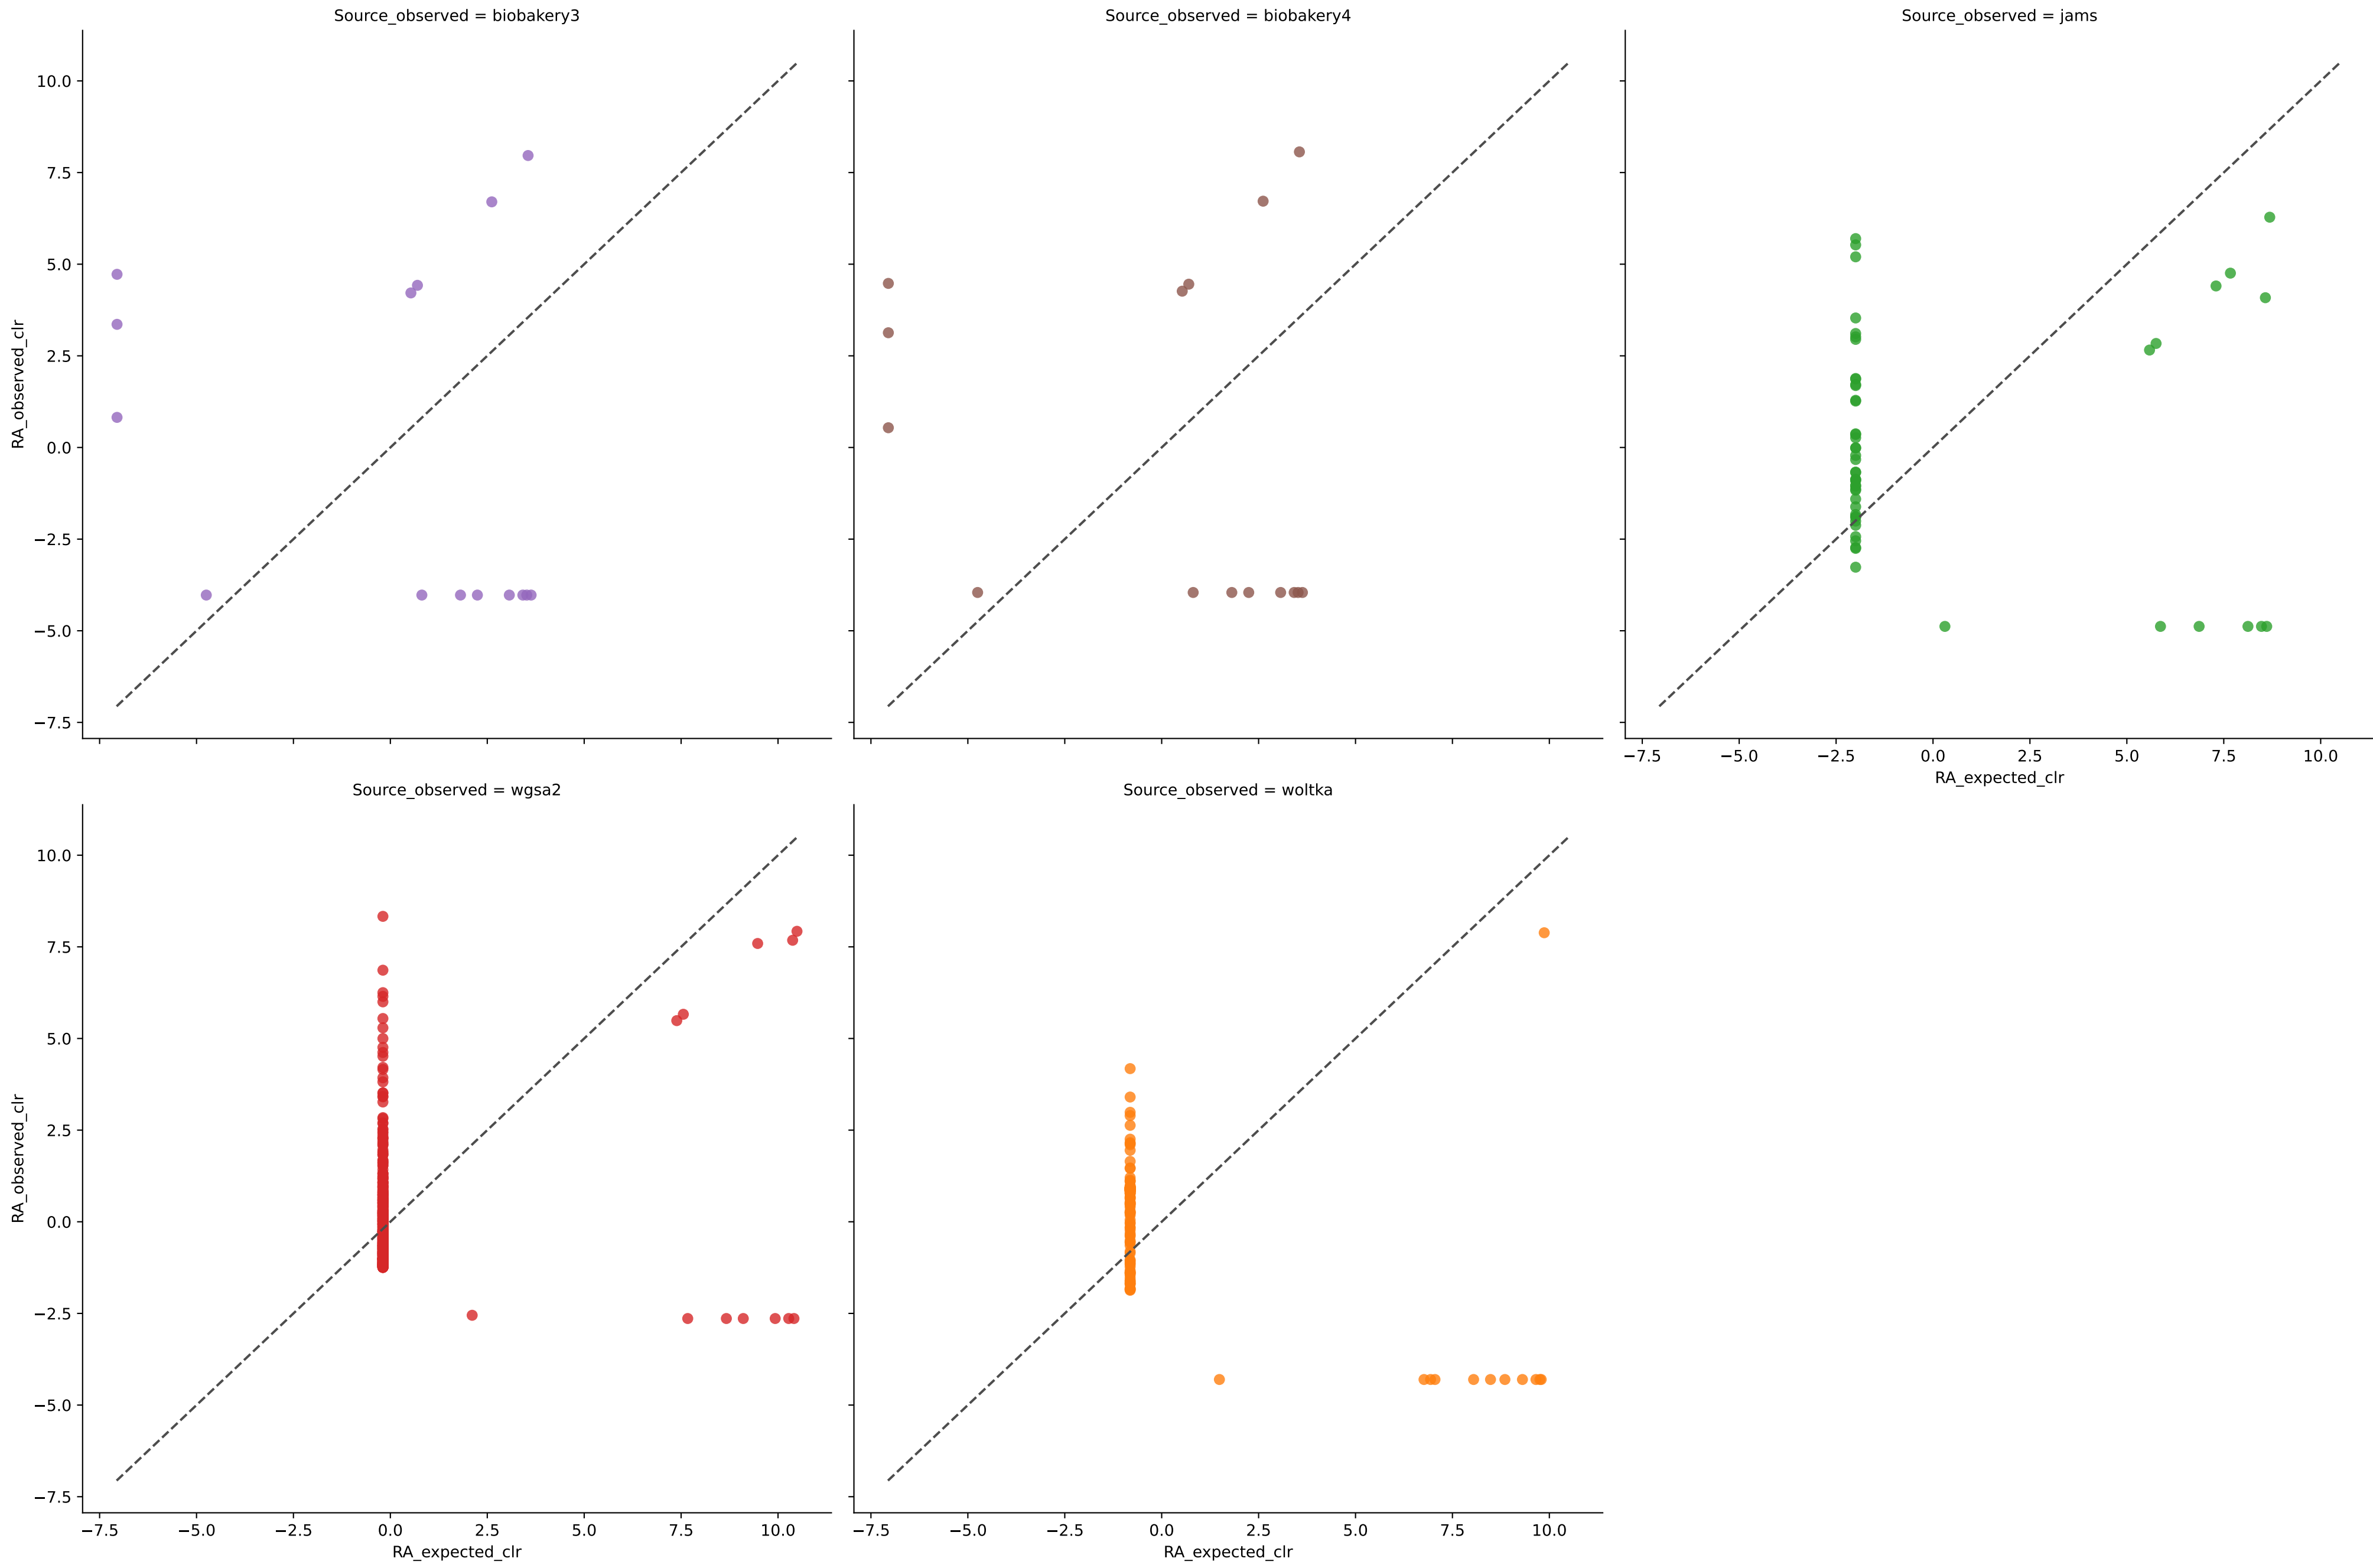 Source_observed = biobakery3
Source_observed = biobakery4
Source_observed = jams
10.0
7.5
5.0
2.5
0.0
−2.5
−5.0
−7.5
RA_observed_clr
−7.5 −5.0 −2.5 0.0 2.5 5.0 7.5 10.0
RA_expected_clr
Source_observed = wgsa2
Source_observed = woltka
10.0
7.5
5.0
2.5
0.0
−2.5
−5.0
−7.5
RA_observed_clr
−7.5 −5.0 −2.5 0.0 2.5 5.0 7.5 10.0
RA_expected_clr
−7.5 −5.0 −2.5 0.0 2.5 5.0 7.5 10.0
RA_expected_clr